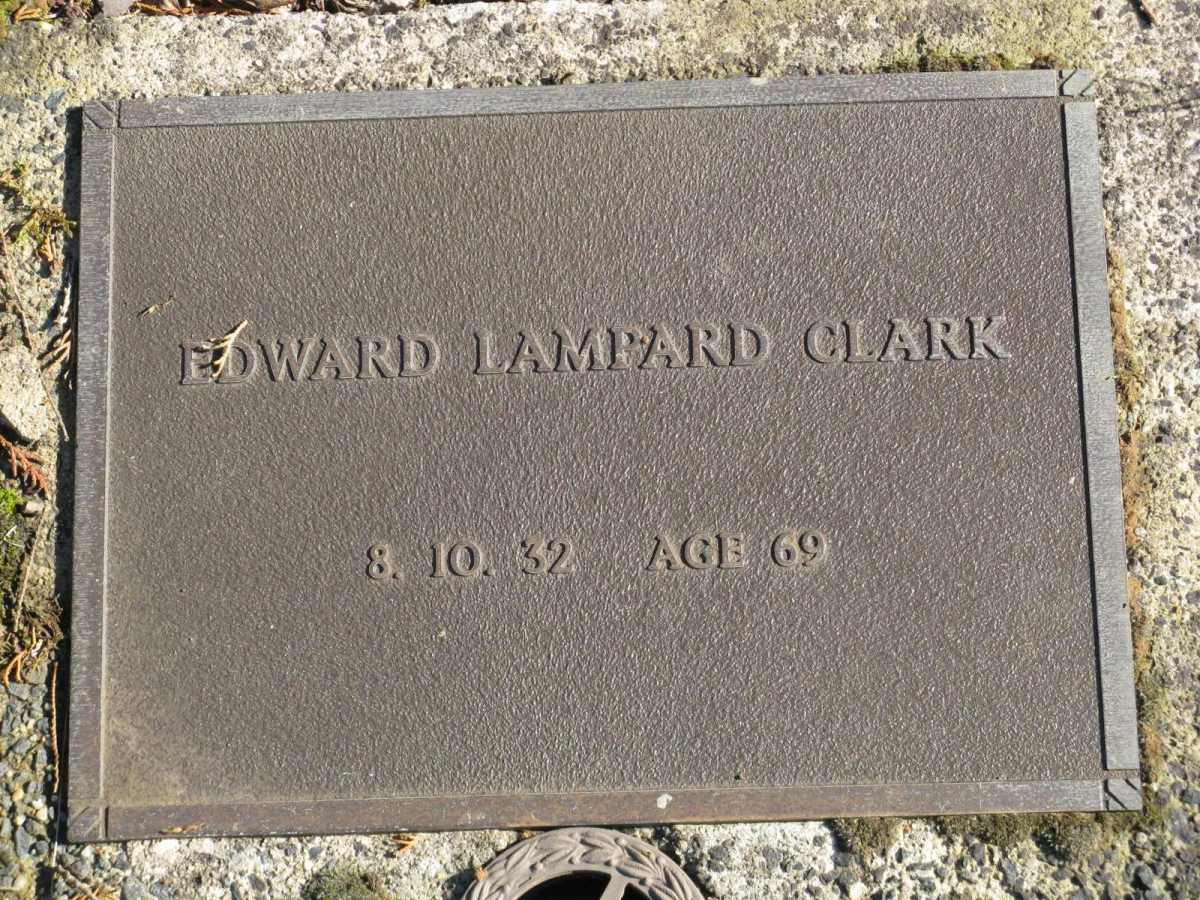 EDWARD LAMPARD CLARK
8. 10. 32 AGE 69